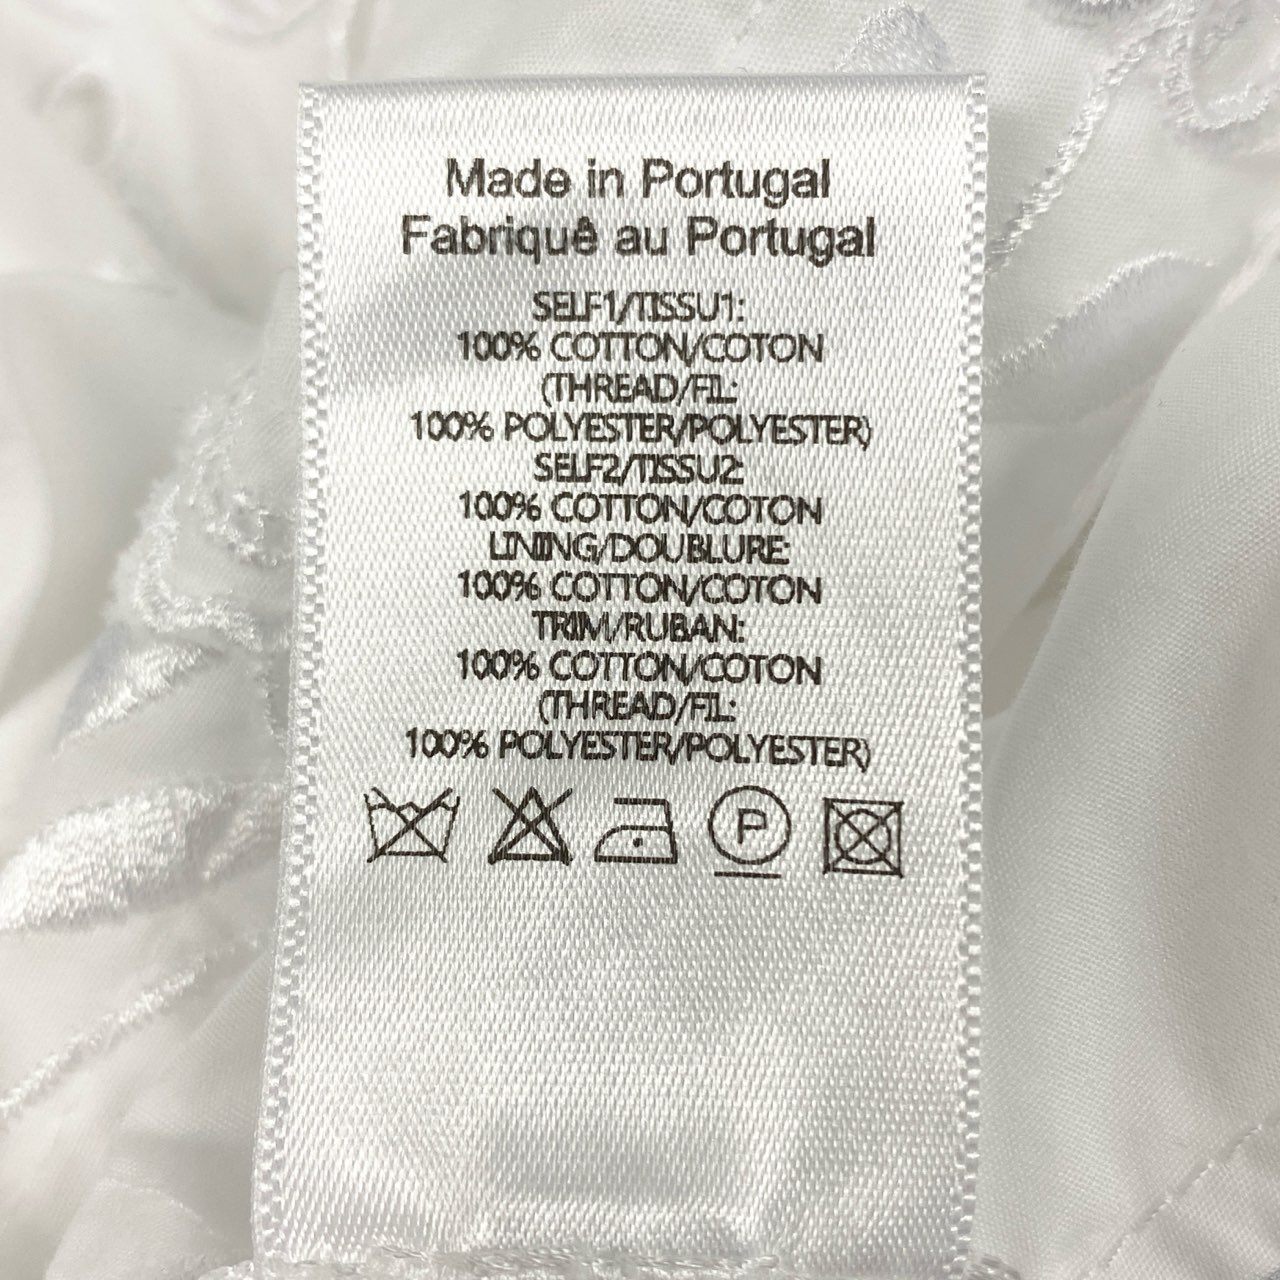 Made in Portugal
Fabriquê au Portugal
SELF1/TISSU1:
100% COTTON/COTON
(THREAD/FIL:
100% POLYESTER/POLYESTER)
SELF2/TISSU2:
100% COTTON/COTON
LINING/DOUBLURE:
100% COTTON/COTON
TRIM/RUBAN:
100% COTTON/COTON
(THREAD/FIL:
100% POLYESTER/POLYESTER)
P